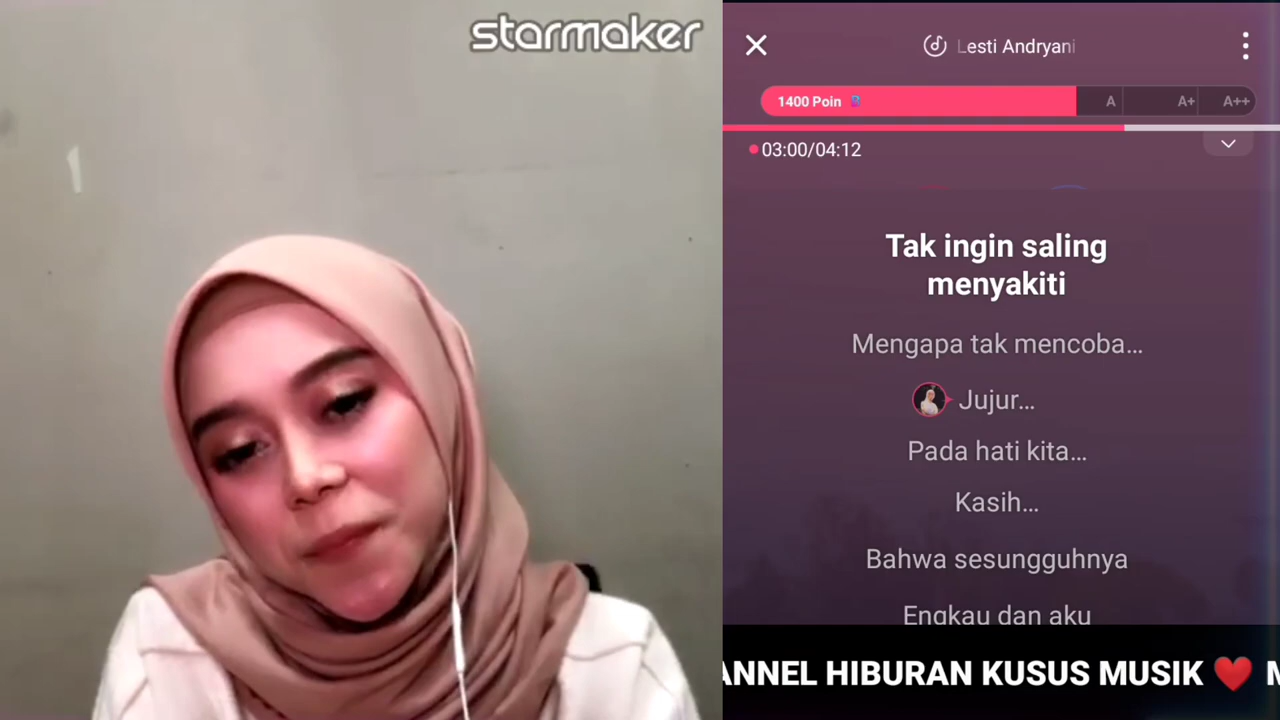 starmaker
Lesti Andryani
1400 Poin
A
A+
A++
03:00/04:12
Tak ingin saling
menyakiti
Mengapa tak mencoba...
Jujur...
Pada hati kita...
Kasih...
Bahwa sesungguhnya
Engkau dan aku
HIBURAN KUSUS MUSIK ❤️